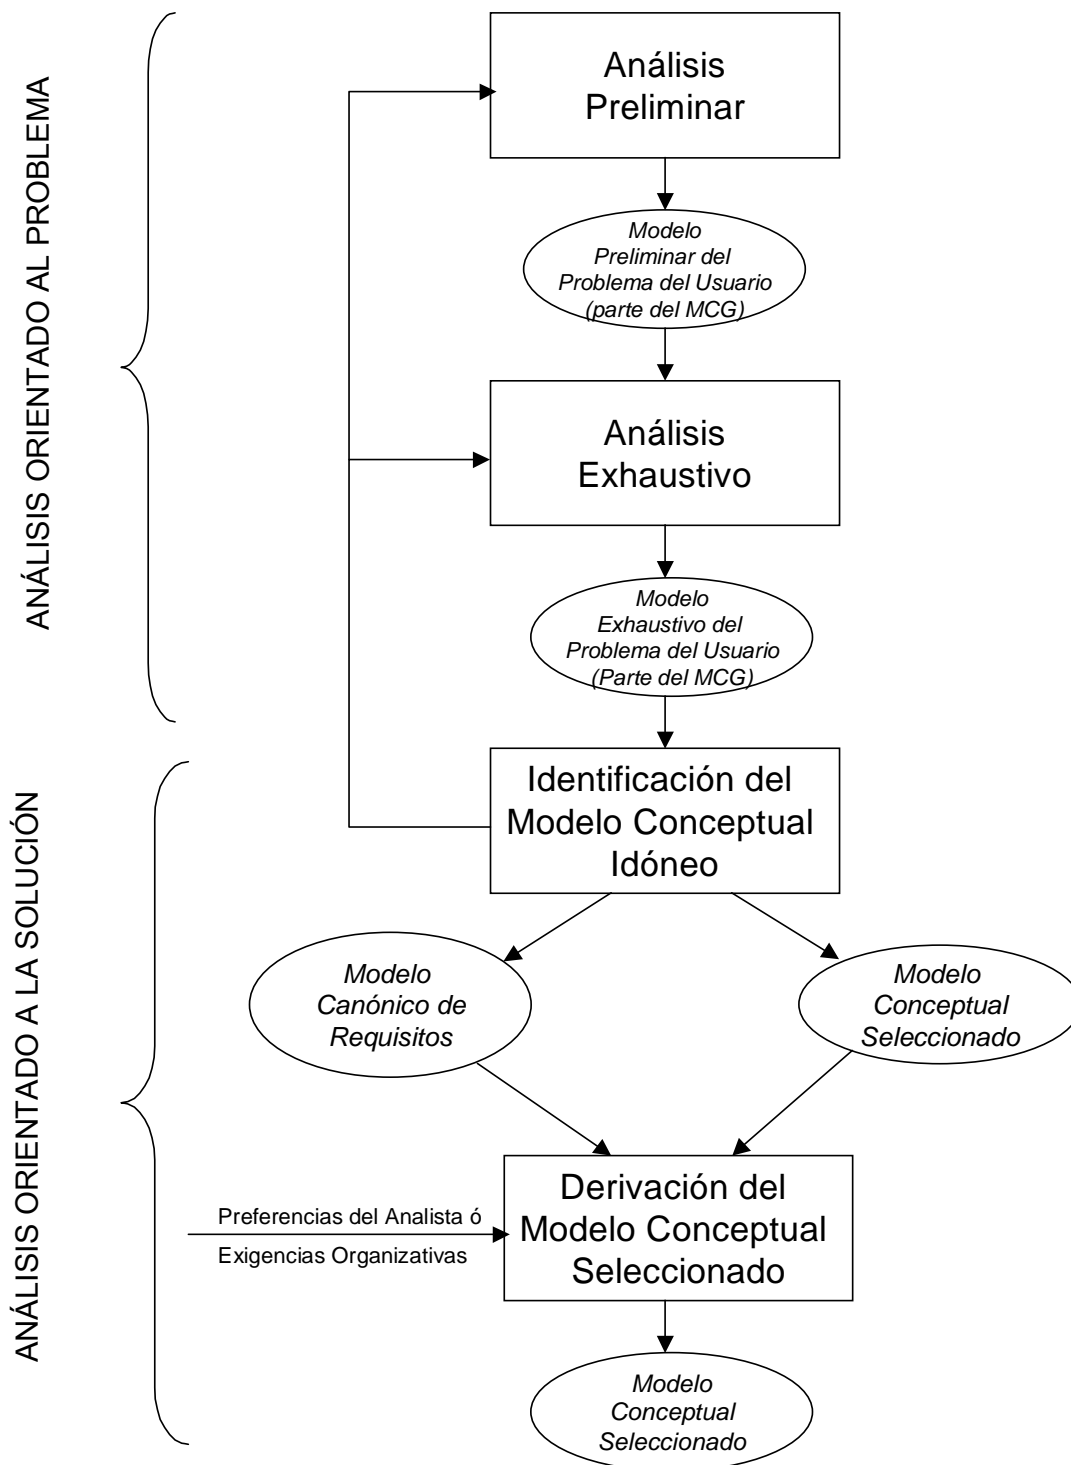 ANÁLISIS ORIENTADO AL PROBLEMA
Análisis
Preliminar
Modelo
Preliminar del
Problema del Usuario
(parte del MCG)
Análisis
Exhaustivo
Modelo
Exhaustivo del
Problema del Usuario
(Parte del MCG)
ANÁLISIS ORIENTADO A LA SOLUCIÓN
Identificación del
Modelo Conceptual
Idóneo
Modelo
Canónico de
Requisitos
Modelo
Conceptual
Seleccionado
Preferencias del Analista ó
Exigencias Organizativas
Derivación del
Modelo Conceptual
Seleccionado
Modelo
Conceptual
Seleccionado